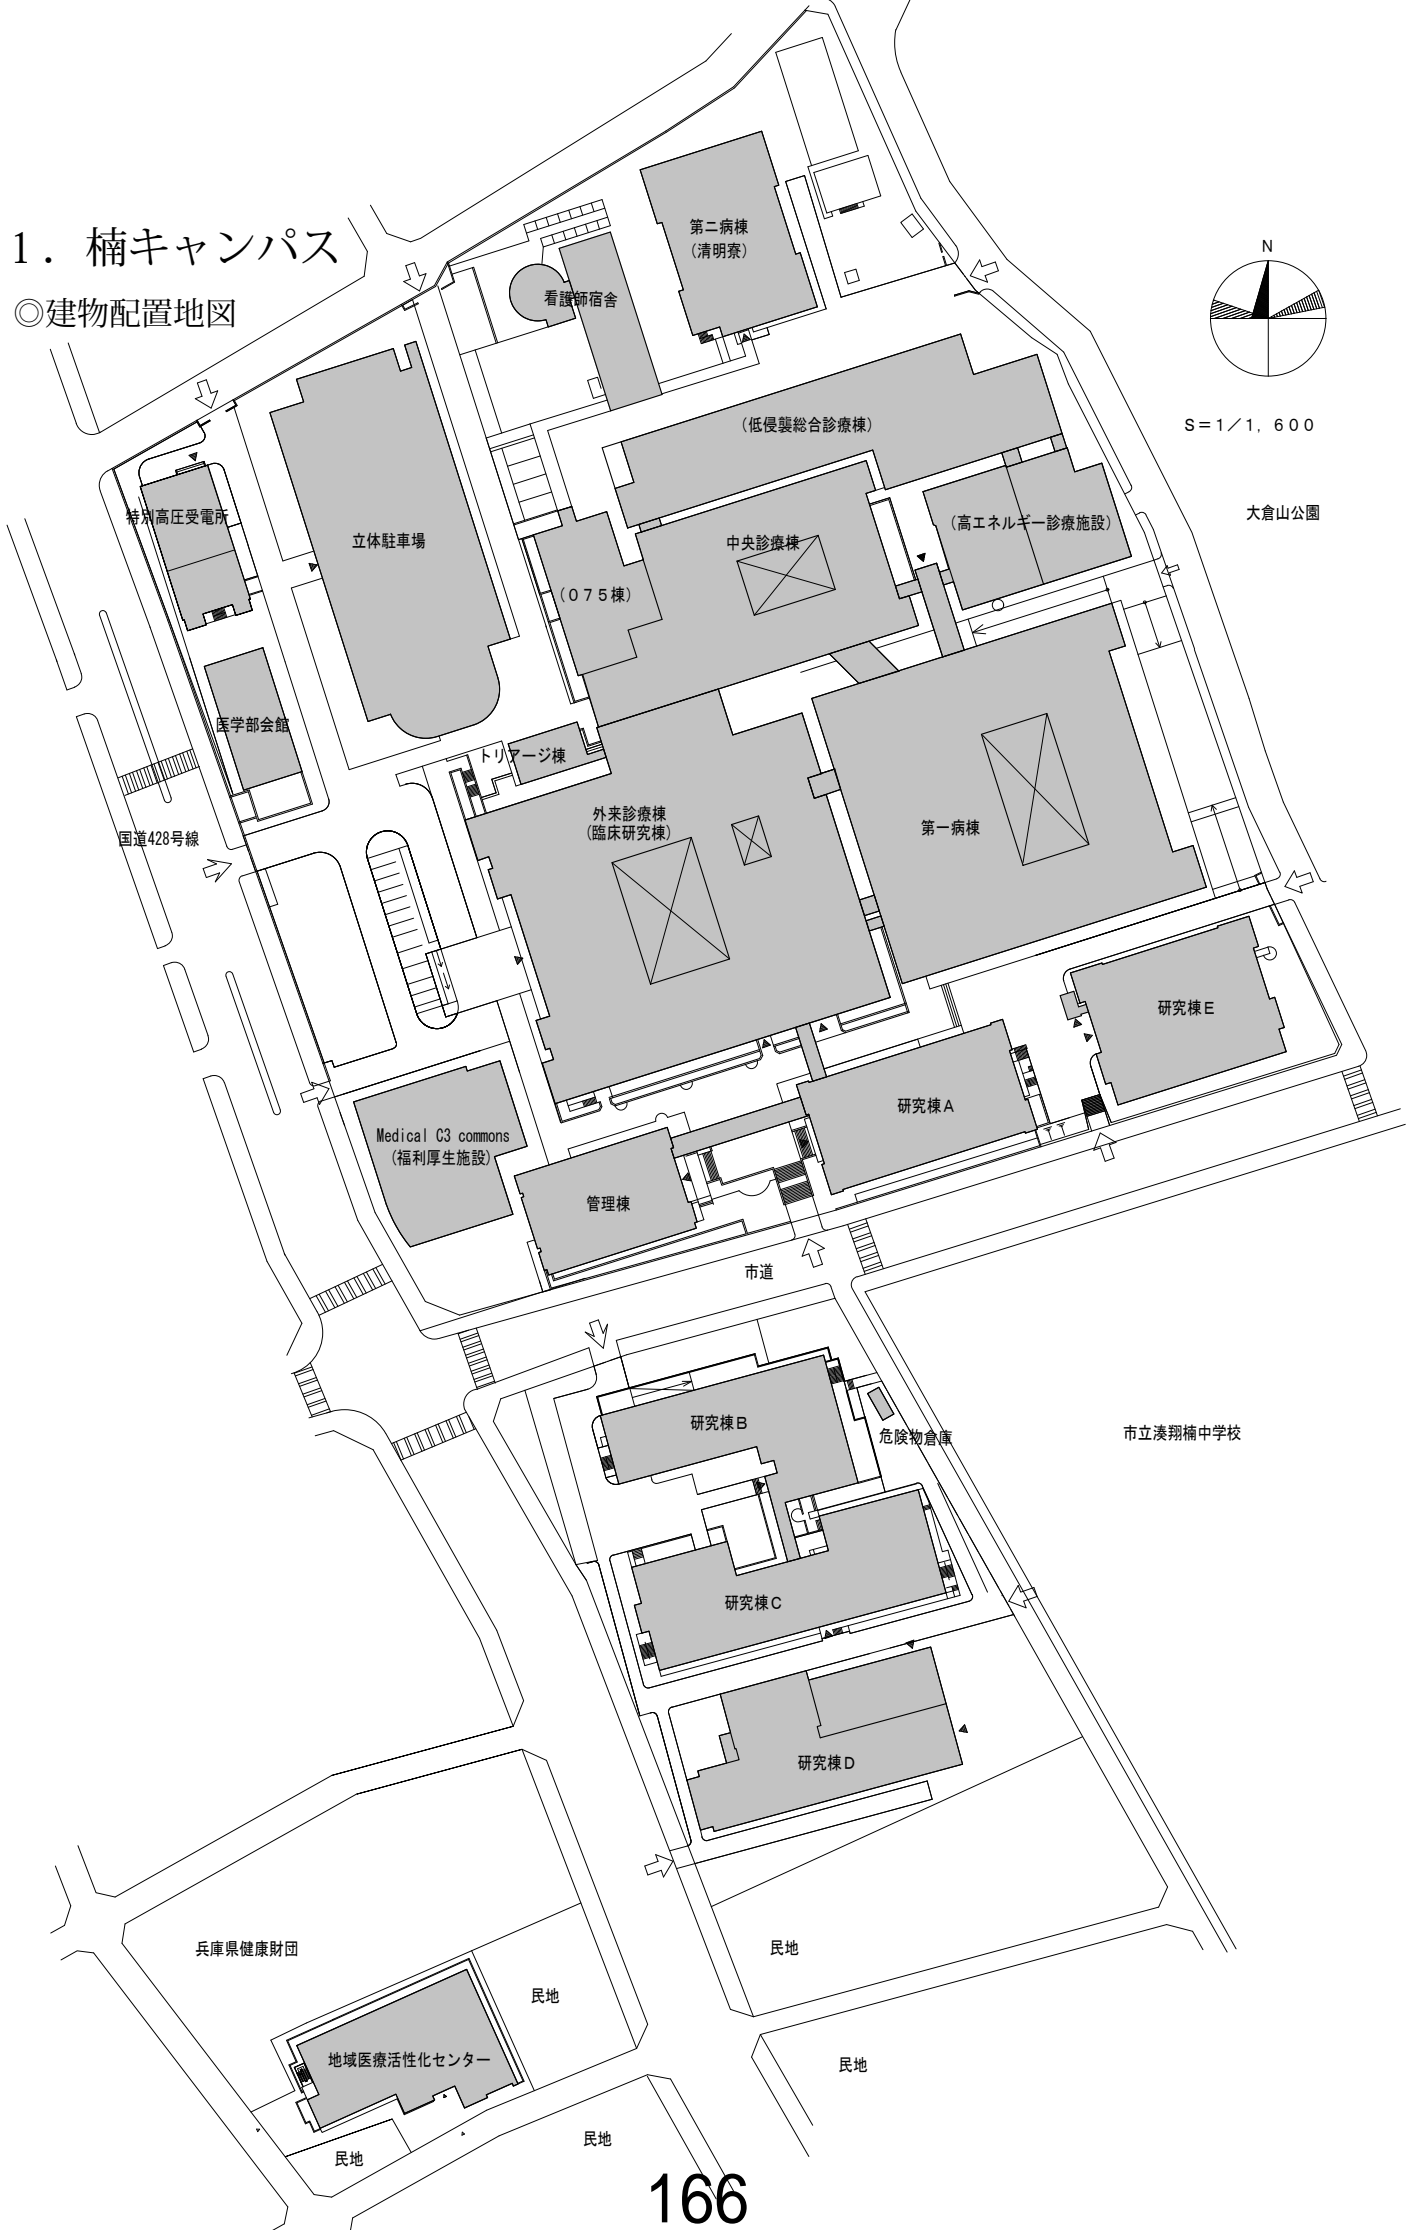 1．楠キャンパス
◎建物配置地図
N
S＝1／1，600
第二病棟
（清明寮）
看護師宿舎
（低侵襲総合診療棟）
特別高圧受電所
立体駐車場
中央診療棟
（高エネルギー診療施設）
大倉山公園
（０７５棟）
医学部会館
トリアージ棟
国道428号線
外来診療棟
（臨床研究棟）
第一病棟
研究棟Ｅ
研究棟Ａ
Medical C3 commons
（福利厚生施設）
管理棟
市道
研究棟Ｂ
危険物倉庫
市立湊翔楠中学校
研究棟Ｃ
研究棟Ｄ
兵庫県健康財団
民地
民地
地域医療活性化センター
民地
民地
民地
166